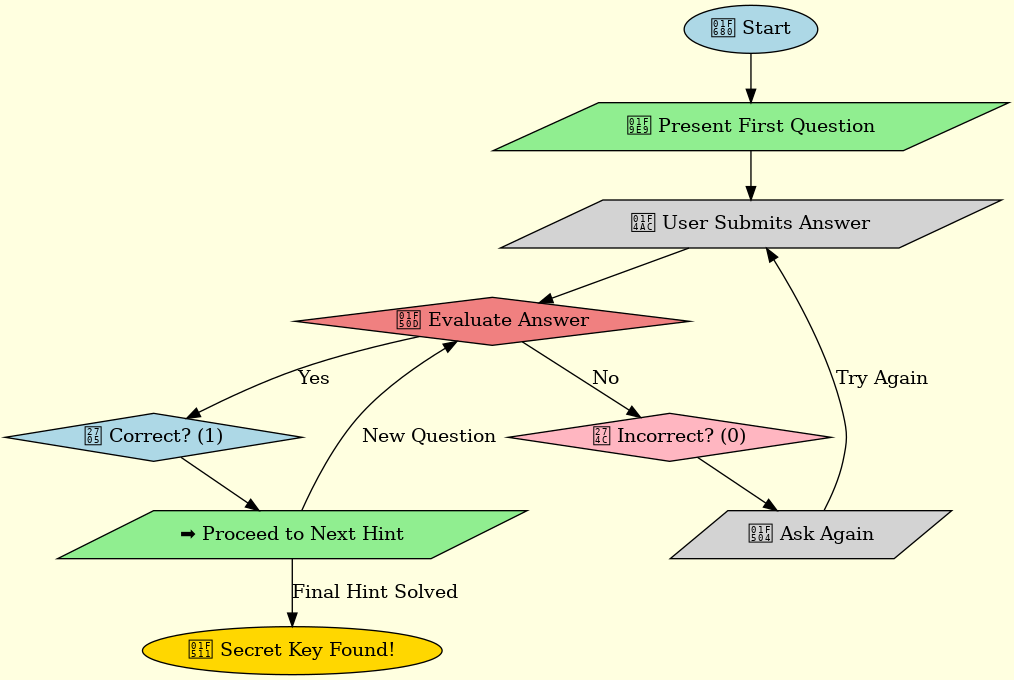 🚀 Start
🧩 Present First Question
💬 User Submits Answer
🔍 Evaluate Answer
Yes
No
Try Again
✅ Correct? (1)
New Question
❌ Incorrect? (0)
➡ Proceed to Next Hint
🔄 Ask Again
Final Hint Solved
🔑 Secret Key Found!